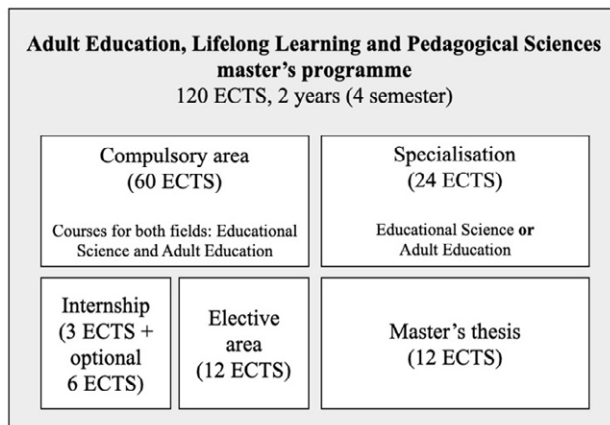 Adult Education, Lifelong Learning and Pedagogical Sciences
master’s programme
120 ECTS, 2 years (4 semester)
Compulsory area
(60 ECTS)
Courses for both fields: Educational
Science and Adult Education
Specialisation
(24 ECTS)
Educational Science or
Adult Education
Internship
(3 ECTS +
optional
6 ECTS)
Elective
area
(12 ECTS)
Master’s thesis
(12 ECTS)